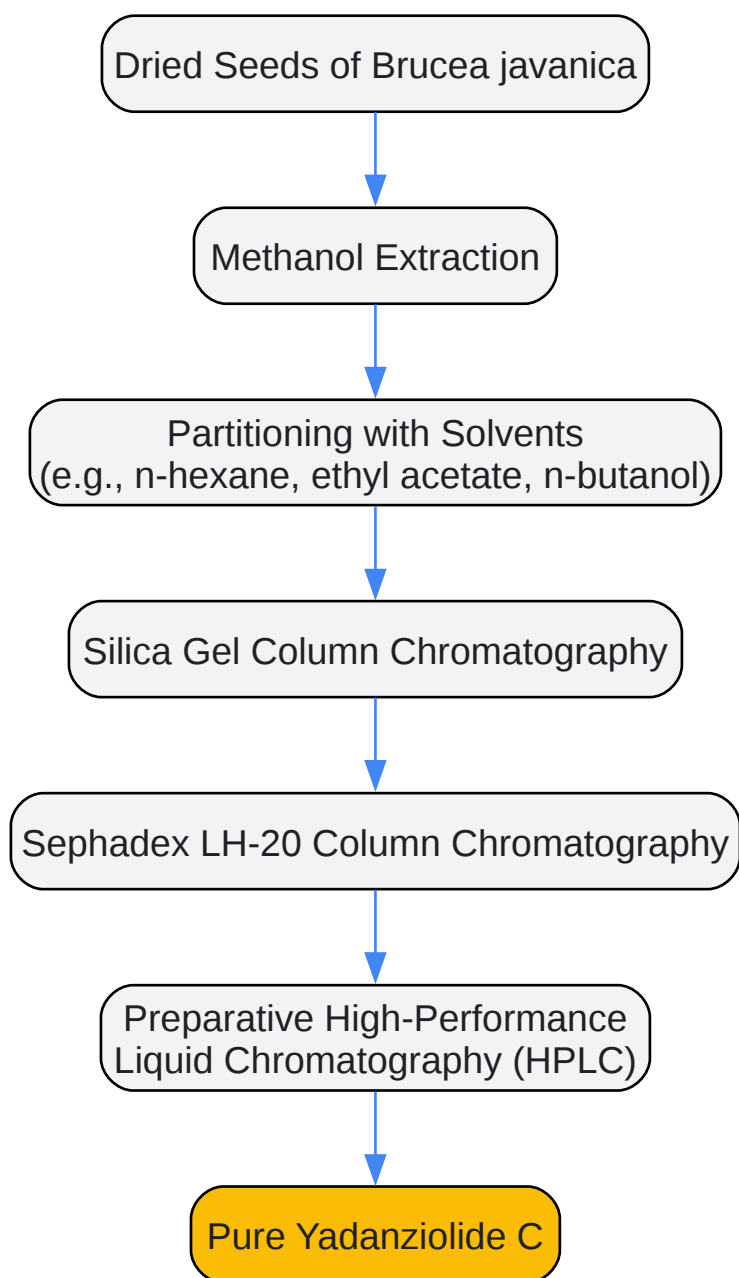 Dried Seeds of Brucea javanica
Methanol Extraction
Partitioning with Solvents
(e.g., n-hexane, ethyl acetate, n-butanol)
Silica Gel Column Chromatography
Sephadex LH-20 Column Chromatography
Preparative High-Performance
Liquid Chromatography (HPLC)
Pure Yadanziolide C